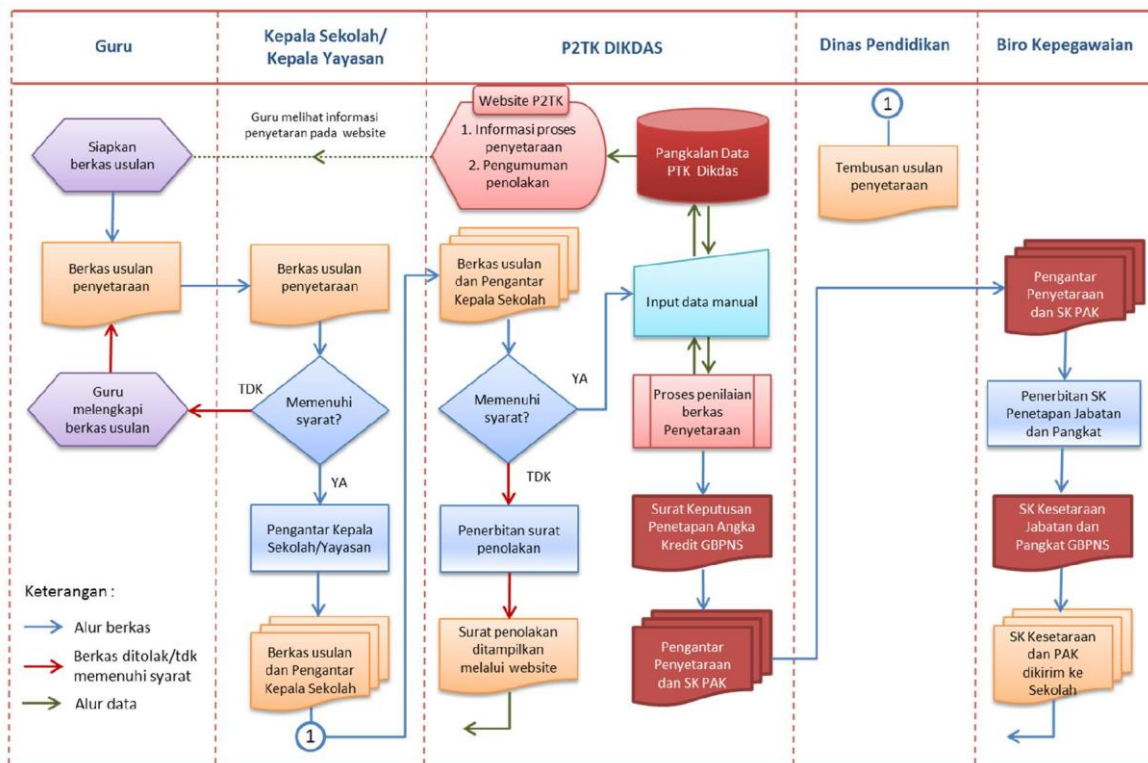 Guru
Kepala Sekolah/
Kepala Yayasan
P2TK DIKDAS
Dinas Pendidikan
Biro Kepegawaian
Siapkan
berkas usulan
Guru melihat informasi
penyetaran pada website
Website P2TK
1. Informasi proses
penyetaraan
2. Pengumuman
penolakan
Pangkalan Data
PTK Dikdas
1
Tembusan usulan
penyetaraan
Berkas usulan
penyetaraan
Berkas usulan
penyetaraan
Berkas usulan
dan Pengantar
Kepala Sekolah
Input data manual
Pengantar
Penyetaraan
dan SK PAK
Guru
melengkapi
berkas usulan
TDK
Memenuhi
syarat?
YA
Memenuhi
syarat?
YA
TDK
Proses penilaian
berkas
Penyetaraan
Penerbitan SK
Penetapan Jabatan
dan Pangkat
Pengantar Kepala
Sekolah/Yayasan
Penerbitan surat
penolakan
Surat Keputusan
Penetapan Angka
Kredit GBPNS
SK Kesetaraan
Jabatan dan
Pangkat GBPNS
Keterangan :
Alur berkas
Berkas ditolak/tdk
memenuhi syarat
Alur data
Berkas usulan
dan Pengantar
Kepala Sekolah
1
Surat penolakan
ditampilkan
melalui website
Pengantar
Penyetaraan
dan SK PAK
SK Kesetaraan
dan PAK
dikirim ke
Sekolah